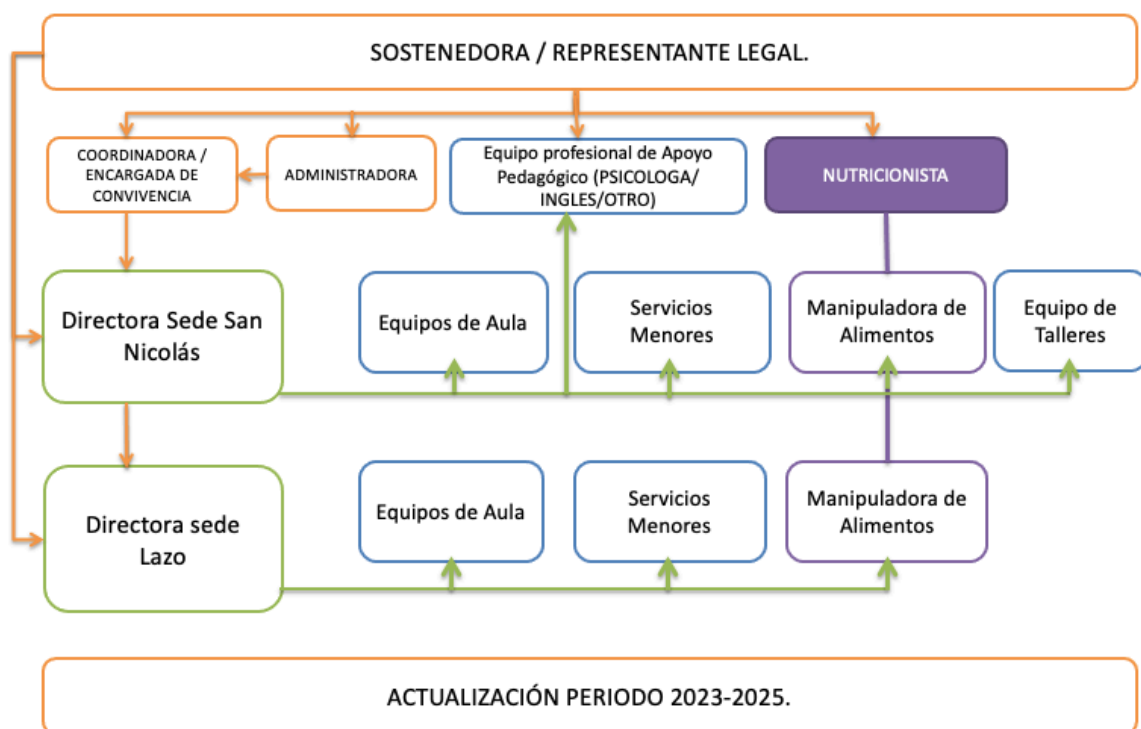 SOSTENEDORA / REPRESENTANTE LEGAL.
COORDINADORA /
ENCARGADA DE
CONVIVENCIA
ADMINISTRADORA
Equipo profesional de Apoyo
Pedagógico (PSICOLOGA/
INGLES/OTRO)
NUTRICIONISTA
Directora Sede San
Nicolás
Equipos de Aula
Servicios
Menores
Manipuladora de
Alimentos
Equipo de
Talleres
Directora sede
Lazo
Equipos de Aula
Servicios
Menores
Manipuladora de
Alimentos
ACTUALIZACIÓN PERIODO 2023-2025.